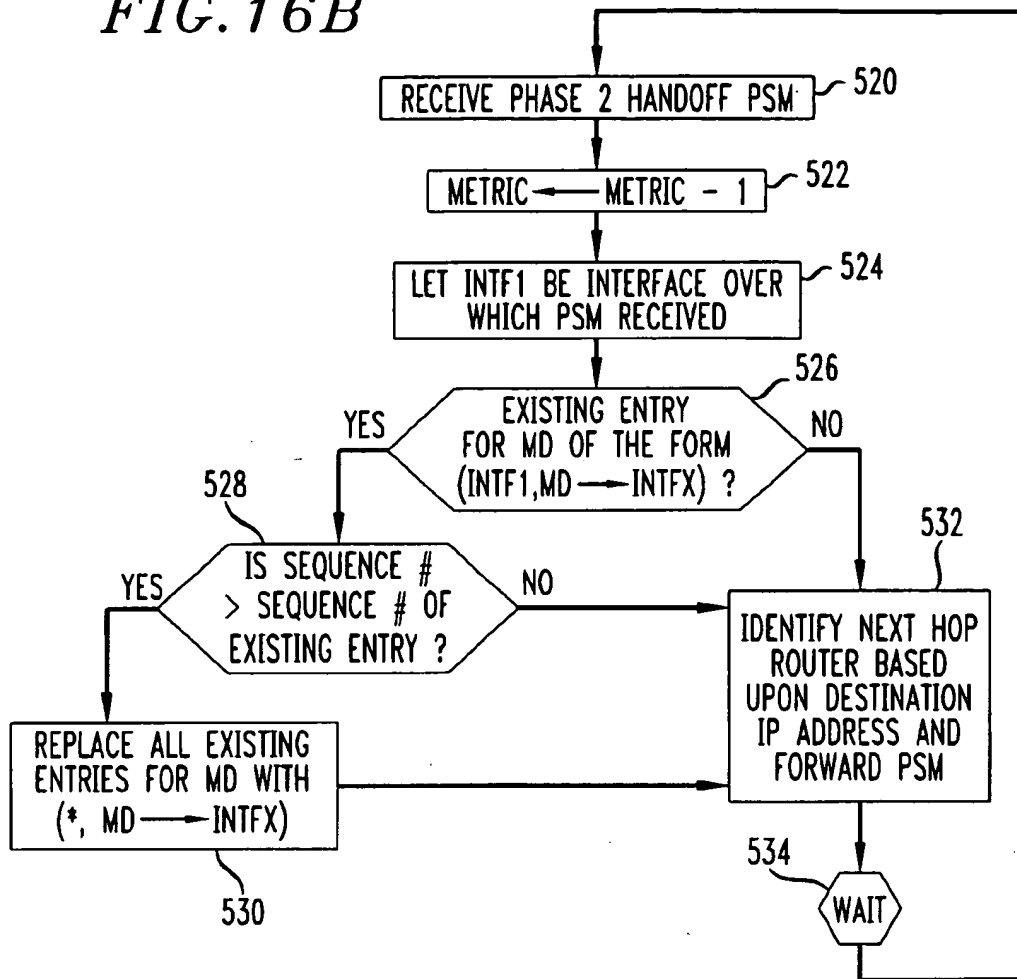 FIG. 16B
RECEIVE PHASE 2 HANDOFF PSM
520
METRIC ← METRIC - 1
522
LET INTF1 BE INTERFACE OVER
WHICH PSM RECEIVED
524
EXISTING ENTRY
FOR MD OF THE FORM
(INTF1,MD → INTFX) ?
526
YES
NO
528
IS SEQUENCE #
> SEQUENCE # OF
EXISTING ENTRY ?
YES
NO
532
IDENTIFY NEXT HOP
ROUTER BASED
UPON DESTINATION
IP ADDRESS AND
FORWARD PSM
REPLACE ALL EXISTING
ENTRIES FOR MD WITH
(*, MD → INTFX)
530
534
WAIT